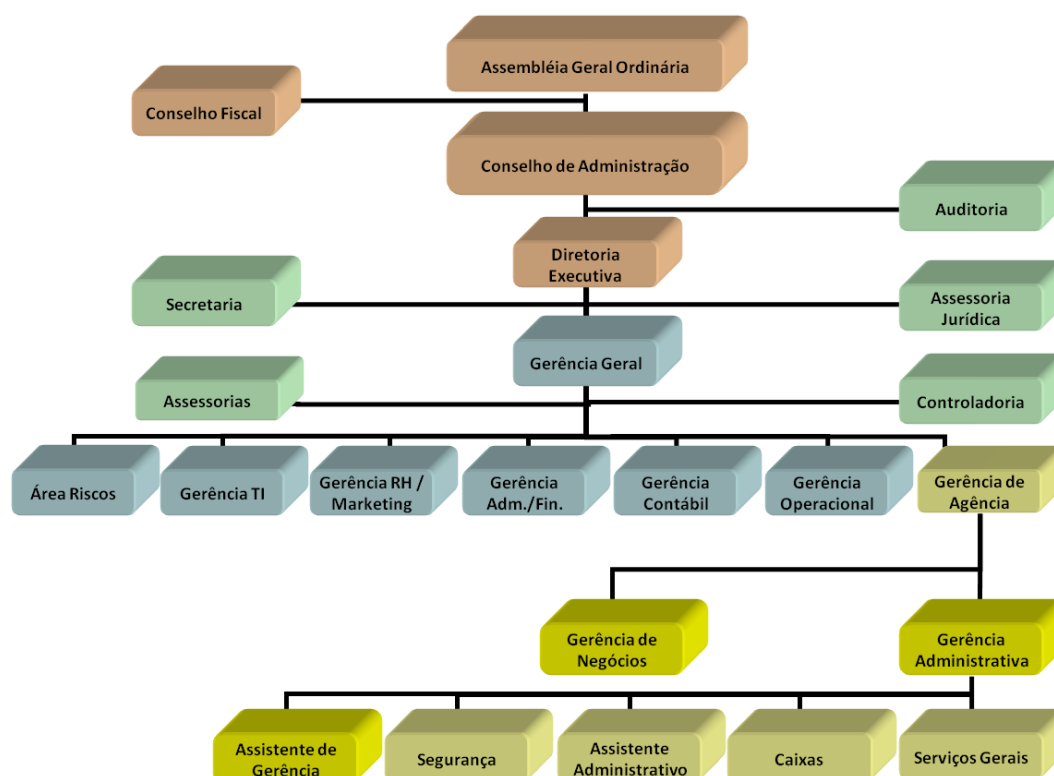 Assembléia Geral Ordinária
Conselho Fiscal
Conselho de Administração
Auditoria
Diretoria
Executiva
Secretaria
Assessoria
Jurídica
Gerência Geral
Assessorias
Controladoria
Área Riscos
Gerência TI
Gerência RH /
Marketing
Gerência
Adm./Fin.
Gerência
Contábil
Gerência
Operacional
Gerência de
Agência
Gerência de
Negócios
Gerência
Administrativa
Assistente de
Gerência
Segurança
Assistente
Administrativo
Caixas
Serviços Gerais